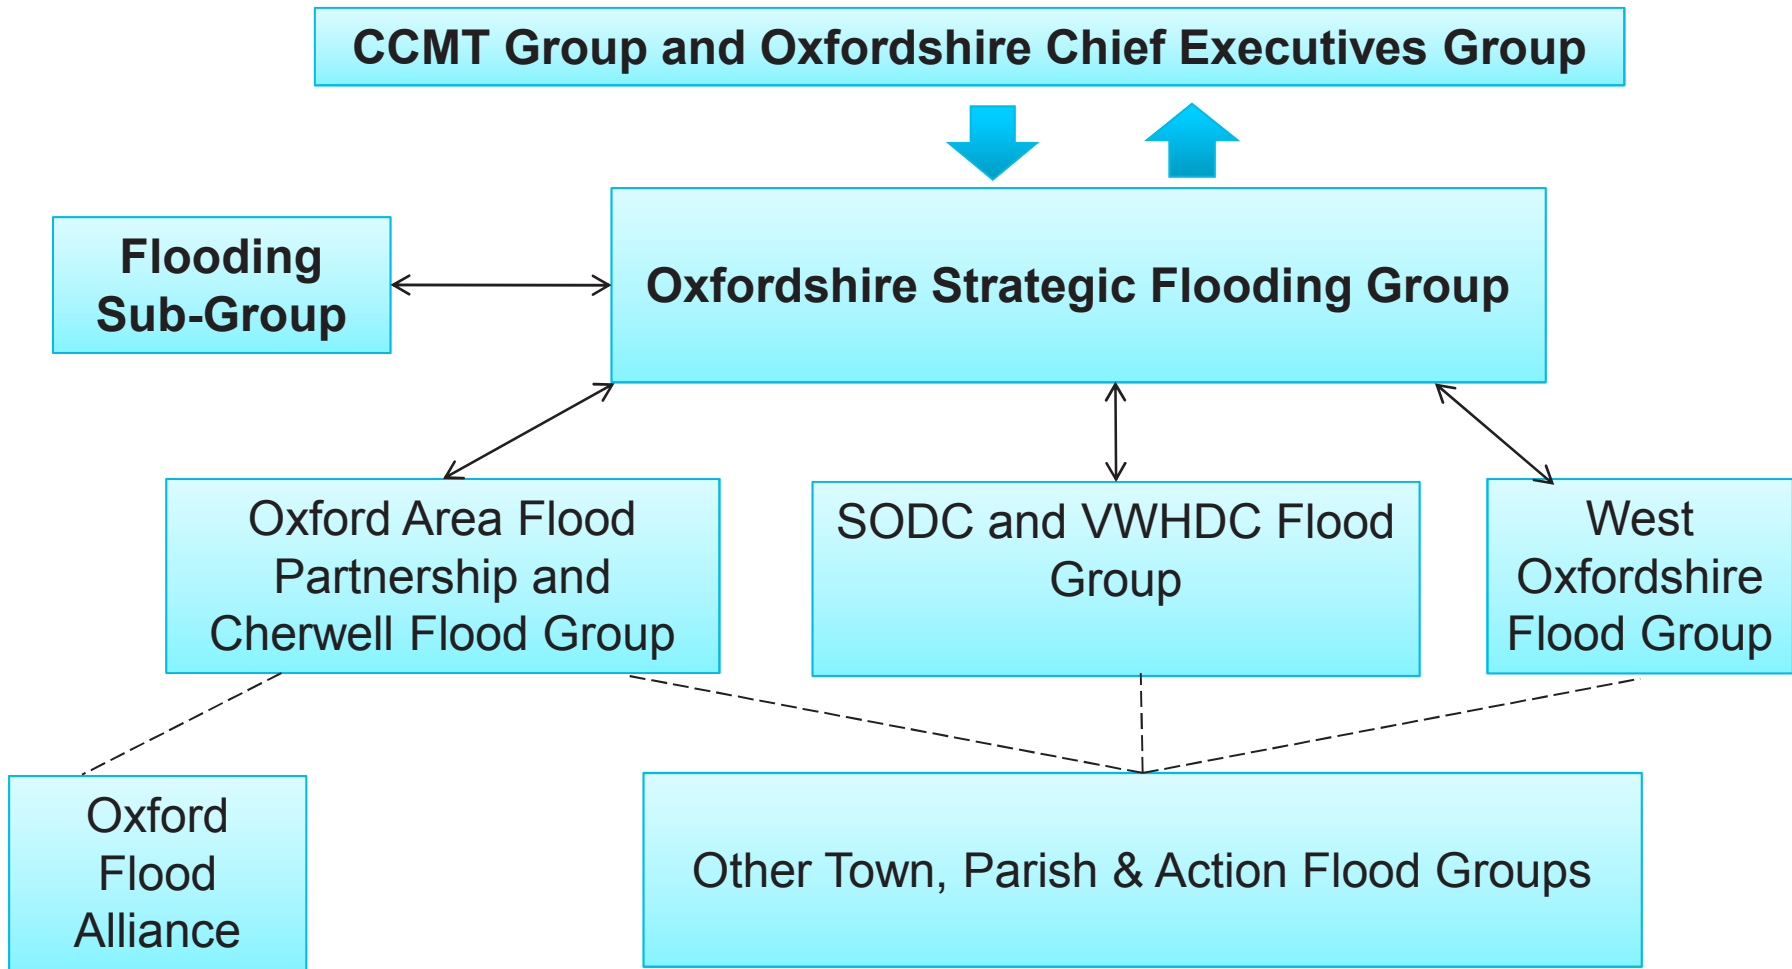 CCMT Group and Oxfordshire Chief Executives Group
Flooding
Sub-Group
Oxfordshire Strategic Flooding Group
Oxford Area Flood
Partnership and
Cherwell Flood Group
SODC and VWHDC Flood
Group
West
Oxfordshire
Flood Group
Oxford
Flood
Alliance
Other Town, Parish & Action Flood Groups